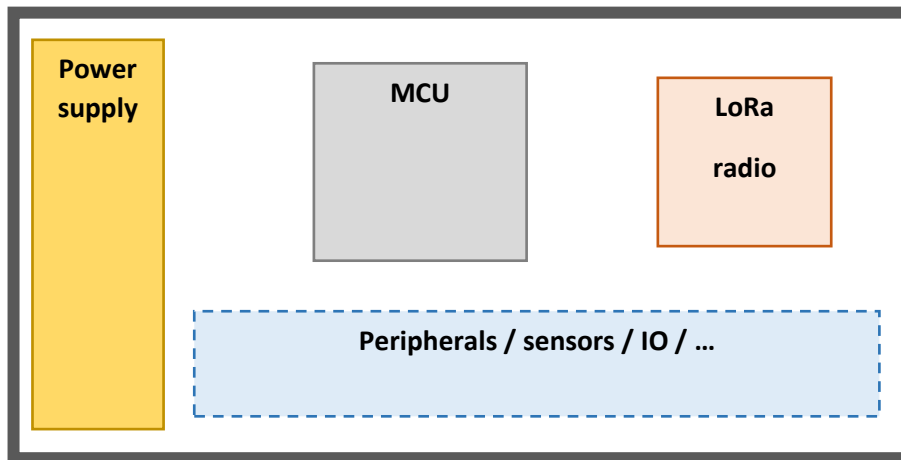 Power
supply
MCU
LoRa
radio
Peripherals / sensors / IO / …